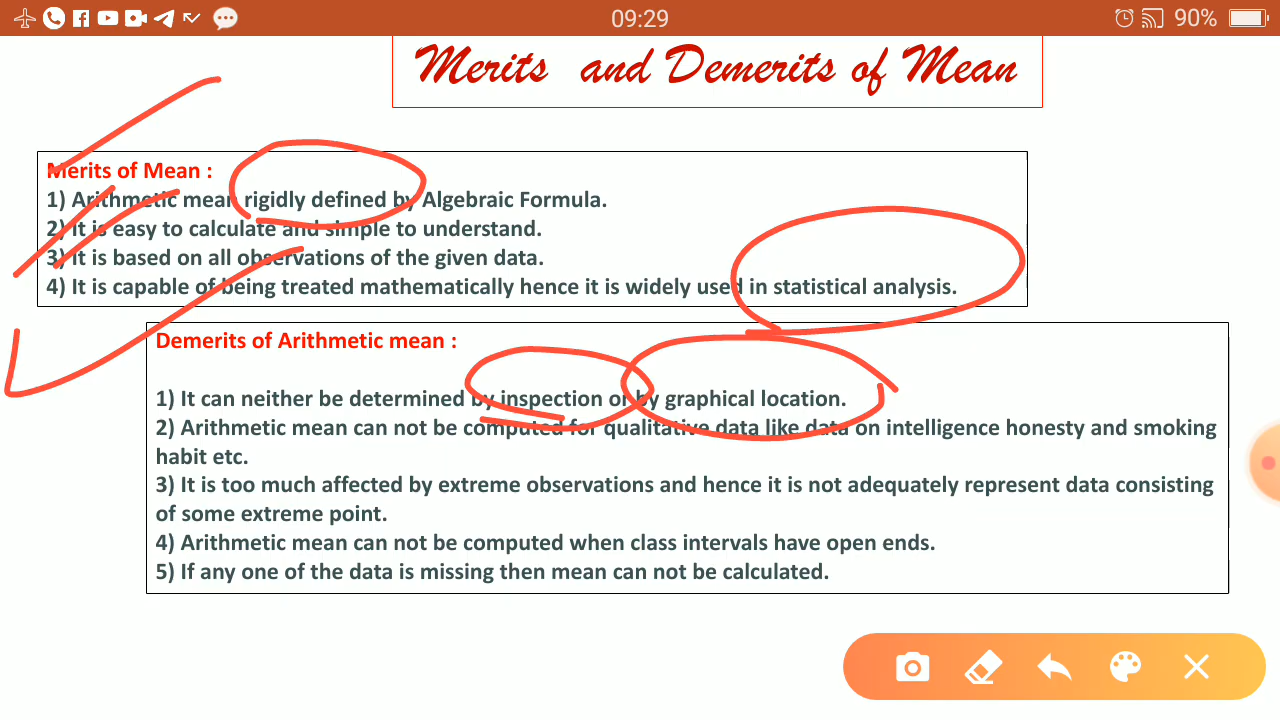 09:29
90%
Merits and Demerits of Mean
Merits of Mean :
1) Arithmetic mean rigidly defined by Algebraic Formula.
2) It is easy to calculate and simple to understand.
3) It is based on all observations of the given data.
4) It is capable of being treated mathematically hence it is widely used in statistical analysis.
Demerits of Arithmetic mean :
1) It can neither be determined by inspection or by graphical location.
2) Arithmetic mean can not be computed for qualitative data like data on intelligence honesty and smoking
habit etc.
3) It is too much affected by extreme observations and hence it is not adequately represent data consisting
of some extreme point.
4) Arithmetic mean can not be computed when class intervals have open ends.
5) If any one of the data is missing then mean can not be calculated.